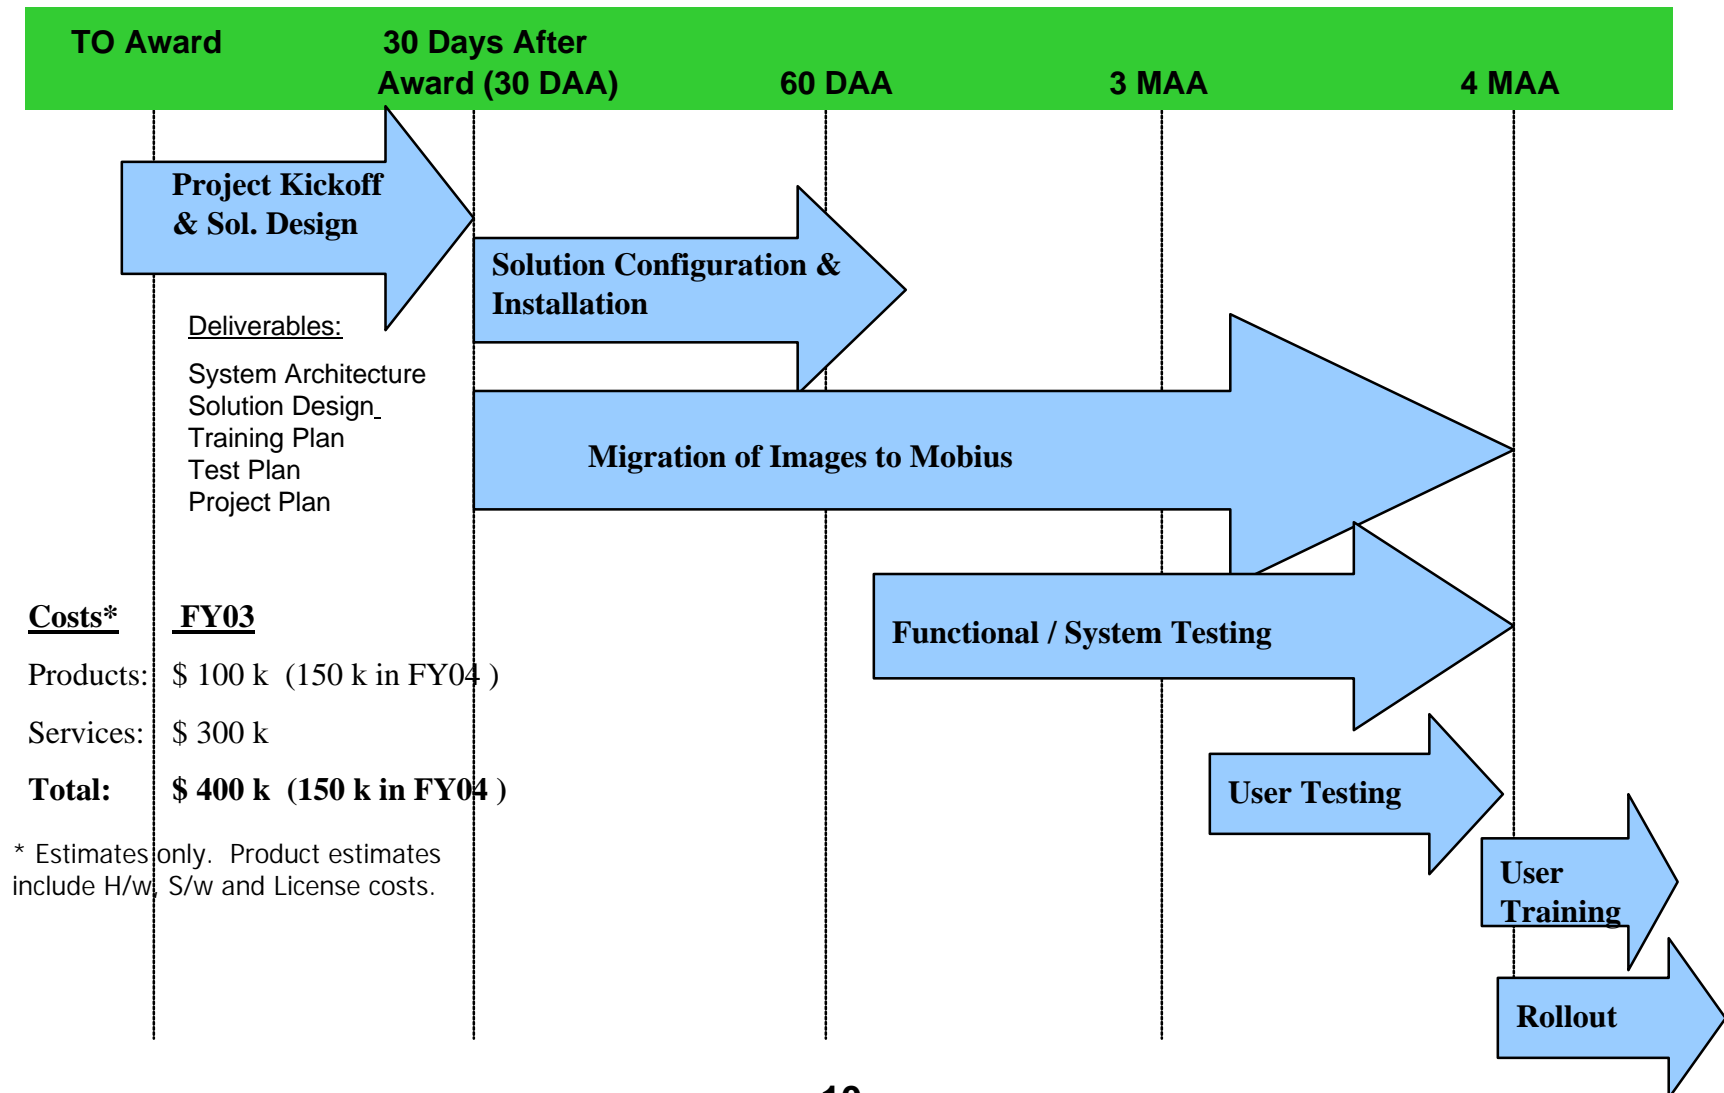 TO Award
30 Days After
Award (30 DAA)
60 DAA
3 MAA
4 MAA
Project Kickoff
& Sol. Design
Solution Configuration &
Installation
Deliverables:
System Architecture
Solution Design
Training Plan
Test Plan
Project Plan
Migration of Images to Mobius
Functional / System Testing
Costs* FY03
Products: $ 100 k (150 k in FY04 )
Services: $ 300 k
Total: $ 400 k (150 k in FY04 )
* Estimates only. Product estimates
include H/w, S/w and License costs.
User Testing
User
Training
Rollout